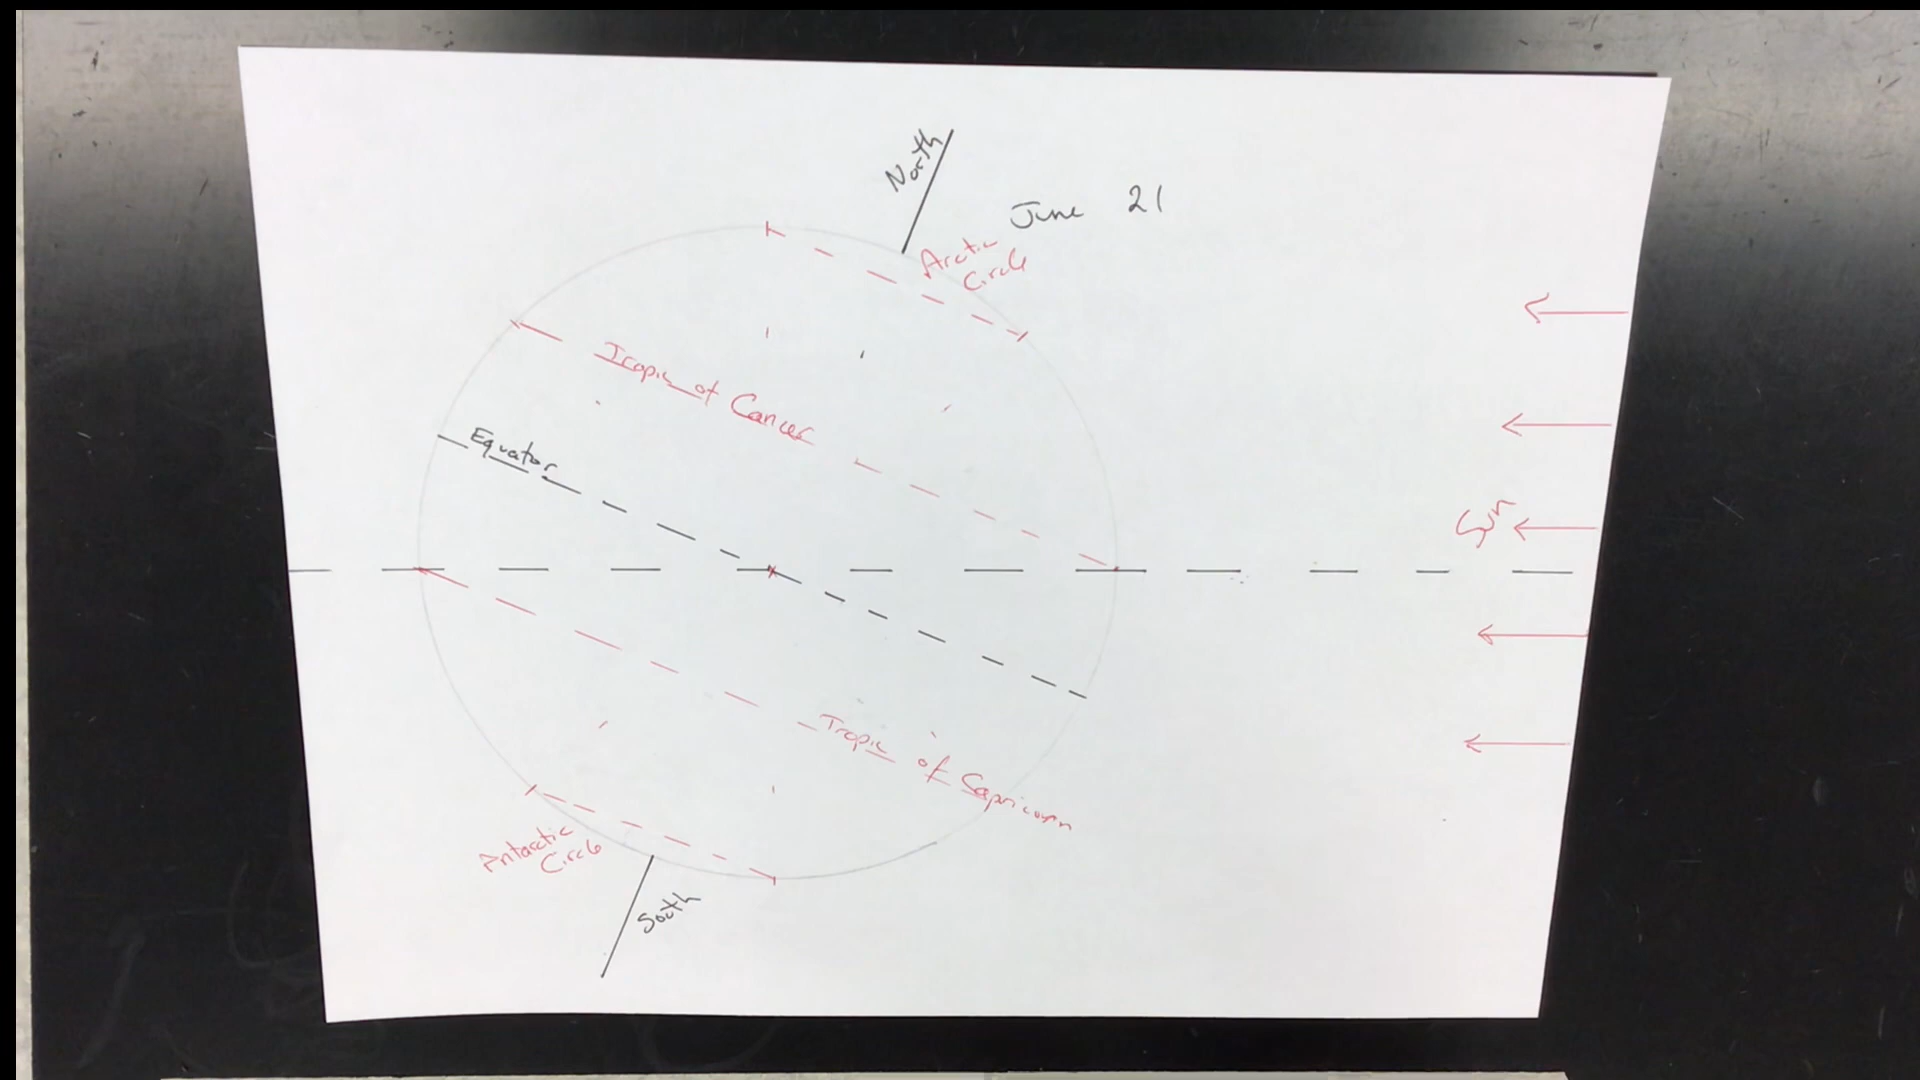 North
June 21
Arctic
Circle
Tropic of Cancer
Equator
Sun
Tropic of Capricorn
Antarctic
Circle
South